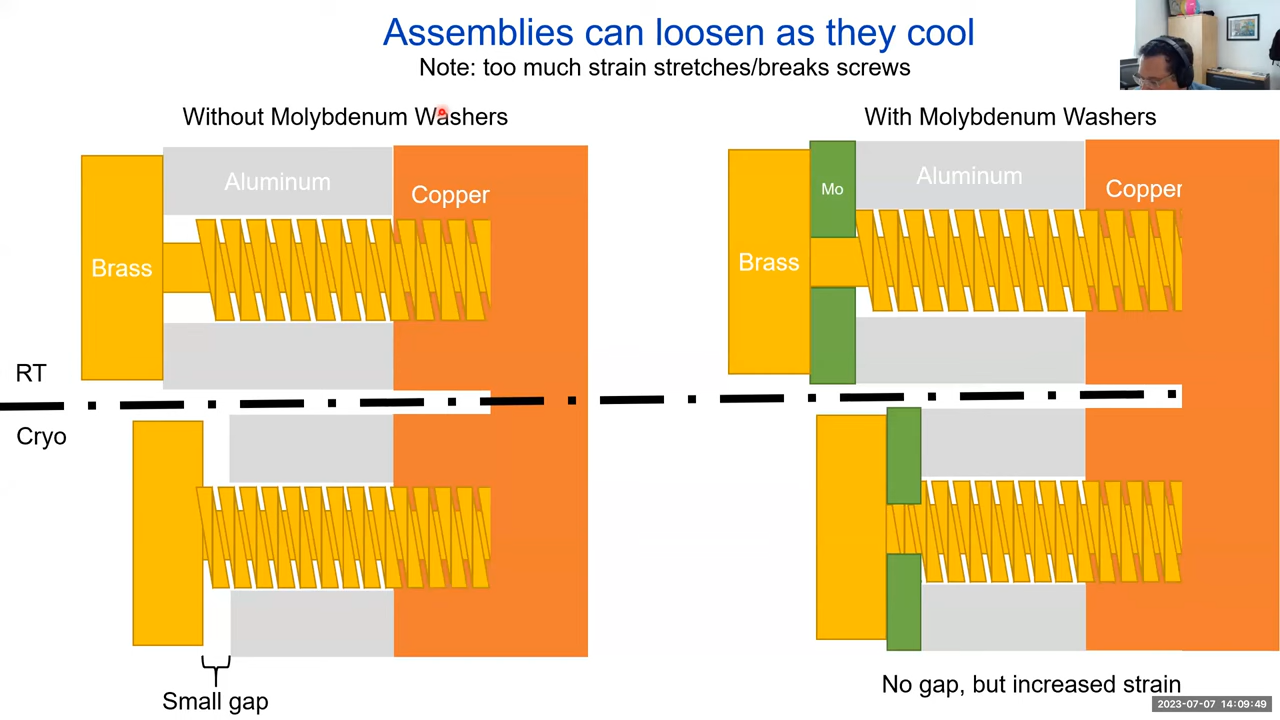 Assemblies can loosen as they cool
Note: too much strain stretches/breaks screws
Without Molybdenum Washers
With Molybdenum Washers
Aluminum
Copper
Brass
Mo
Aluminum
Copper
Brass
RT
Cryo
Small gap
No gap, but increased strain
2023-07-07 14:09:49